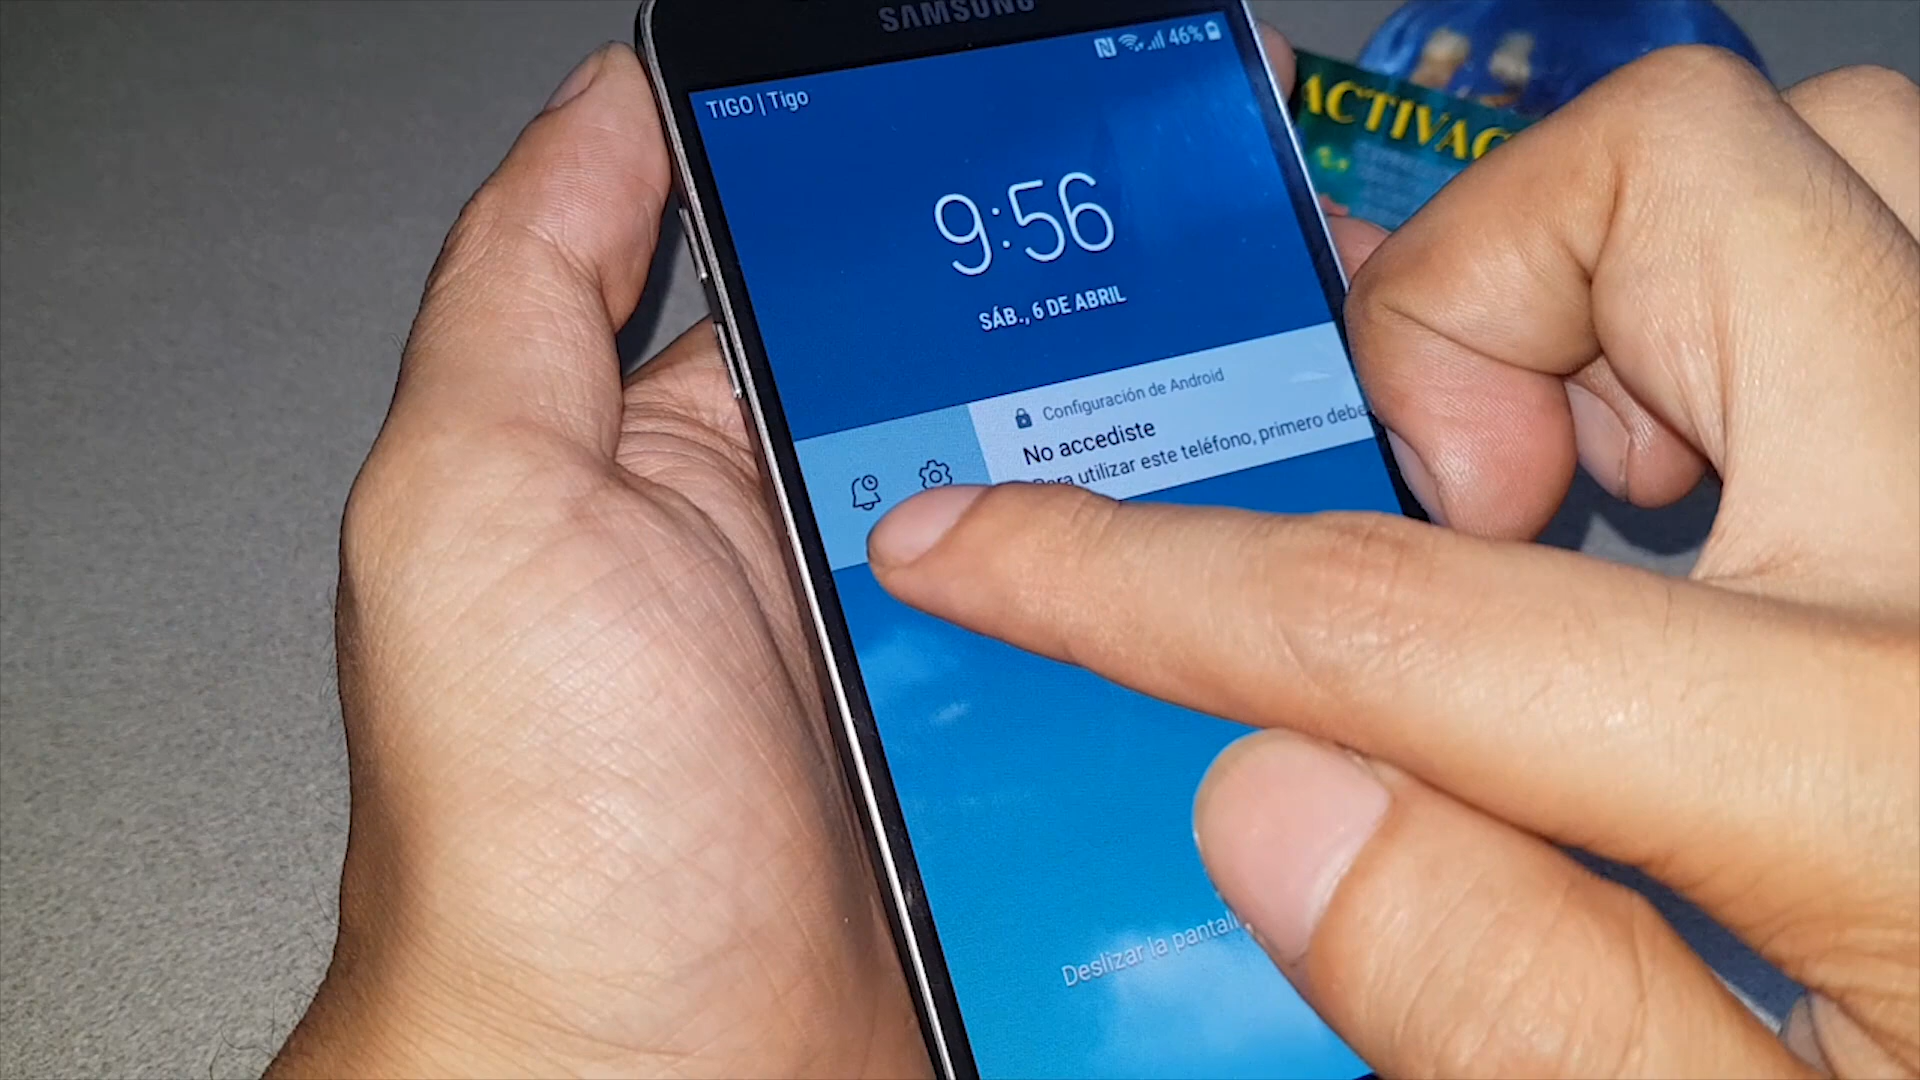 SAMSUNG
46%
TIGO | Tigo
9:56
SÁB., 6 DE ABRIL
Configuración de Android
No accediste
Para utilizar este teléfono, primero debe
Deslizar la pantall
ACTIVAC